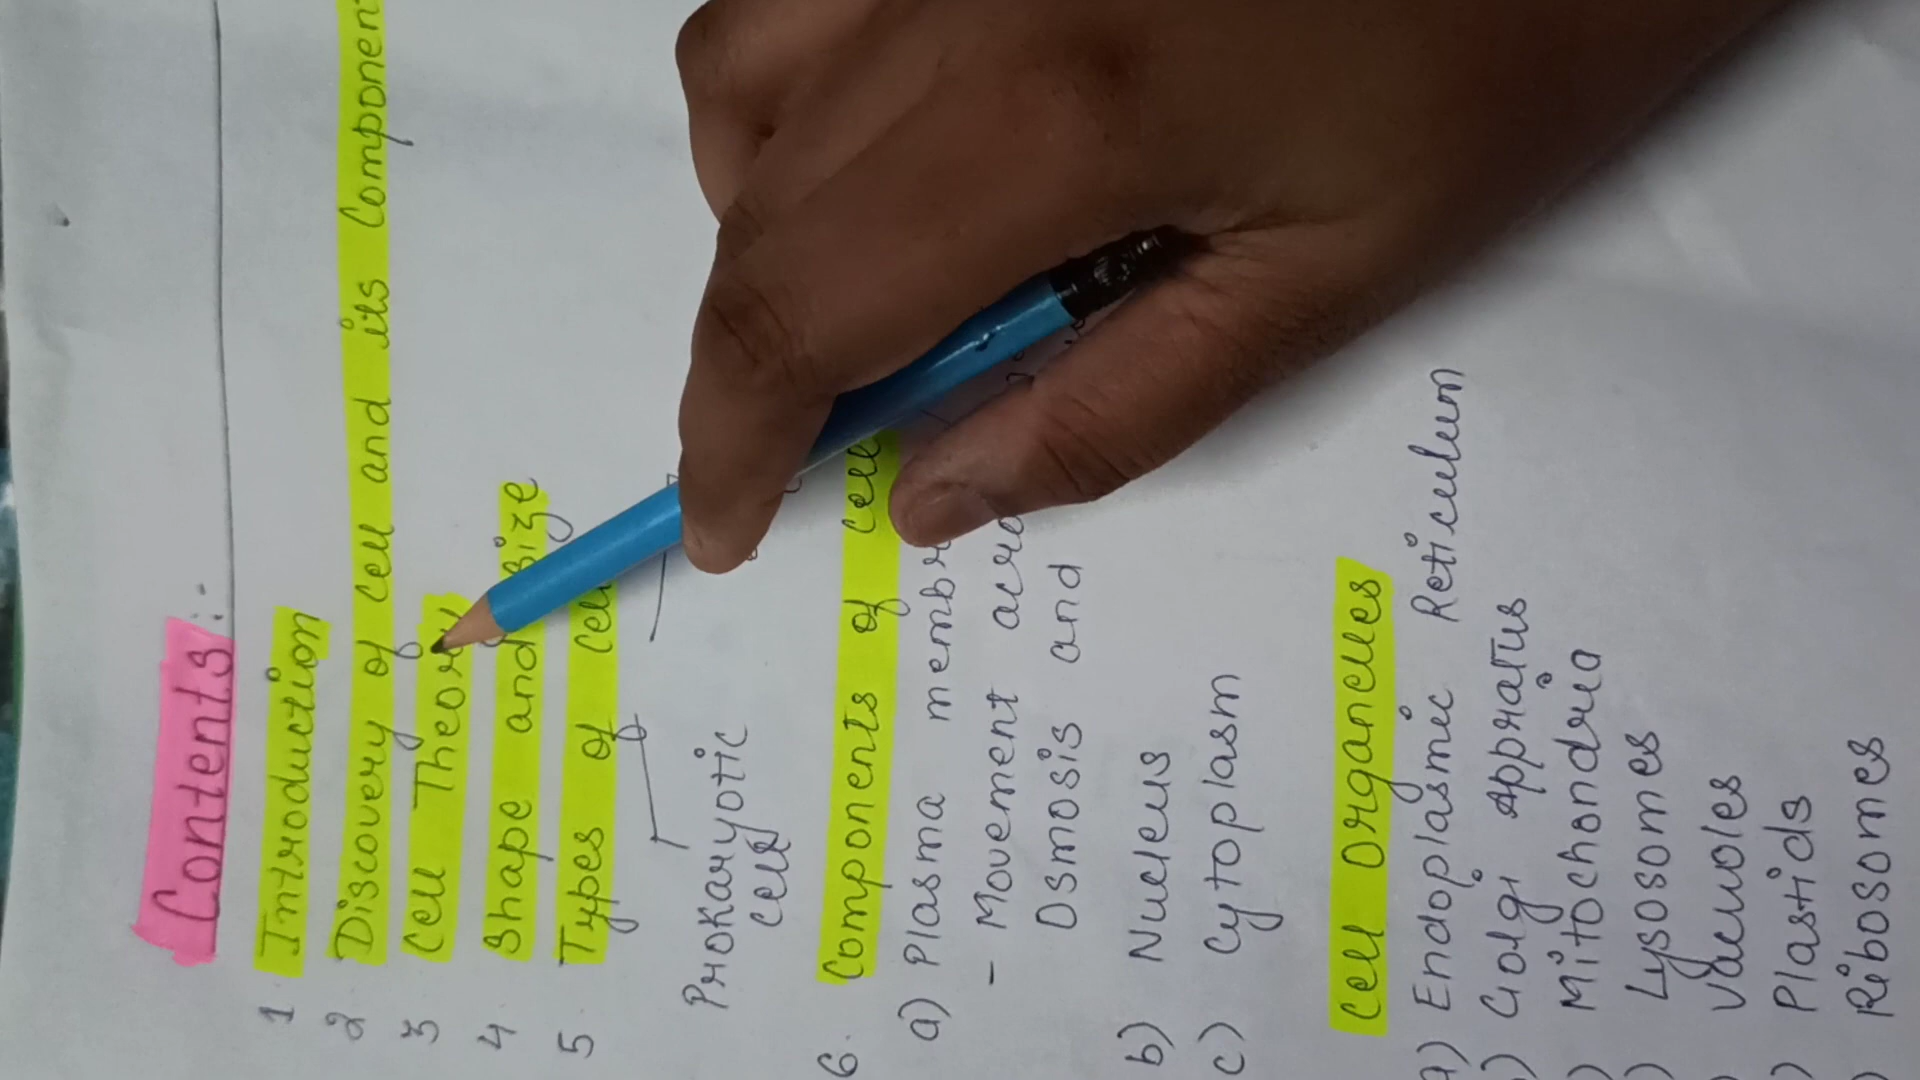 Contents:-
1 Introduction
2 Discovery of cell and its Componen
3 Cell Theory
4 Shape and size
5 Types of cell
Prokaryotic
cell
6. Components of cell
a) Plasma membr
- Movement acro
Osmosis and
b) Nucleus
c) Cytoplasm
Cell Organelles
a) Endoplasmic Reticulum
) Golgi Appratus
) Mitochondria
) Lysosomes
) Vacuoles
) Plastids
) Ribosomes